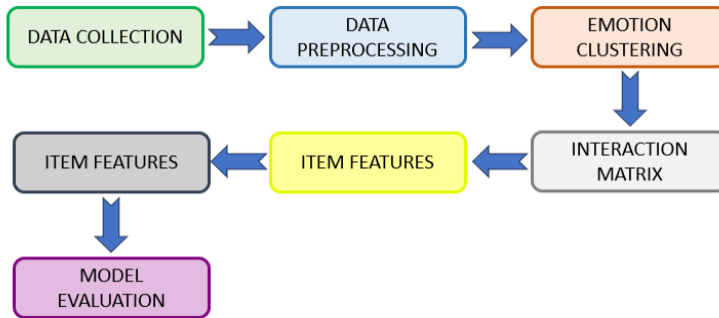 DATA COLLECTION
DATA
PREPROCESSING
EMOTION
CLUSTERING
INTERACTION
MATRIX
ITEM FEATURES
ITEM FEATURES
MODEL
EVALUATION